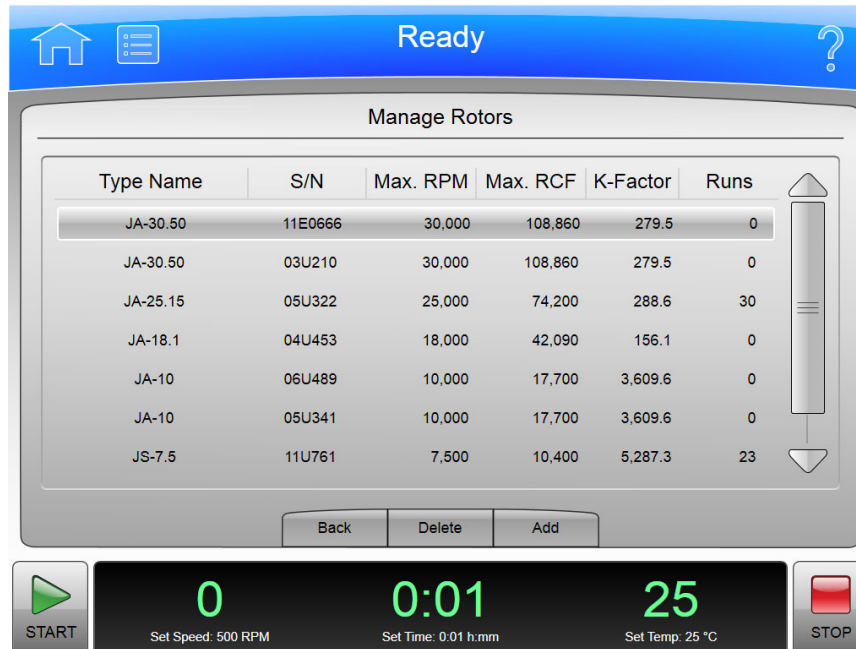 Ready
?
Manage Rotors
Type Name S/N Max. RPM Max. RCF K-Factor Runs
JA-30.50 11E0666 30,000 108,860 279.5 0
JA-30.50 03U210 30,000 108,860 279.5 0
JA-25.15 05U322 25,000 74,200 288.6 30
JA-18.1 04U453 18,000 42,090 156.1 0
JA-10 06U489 10,000 17,700 3,609.6 0
JA-10 05U341 10,000 17,700 3,609.6 0
JS-7.5 11U761 7,500 10,400 5,287.3 23
Back Delete Add
0 0:01 25
START Set Speed: 500 RPM Set Time: 0:01 h:mm Set Temp: 25 °C STOP